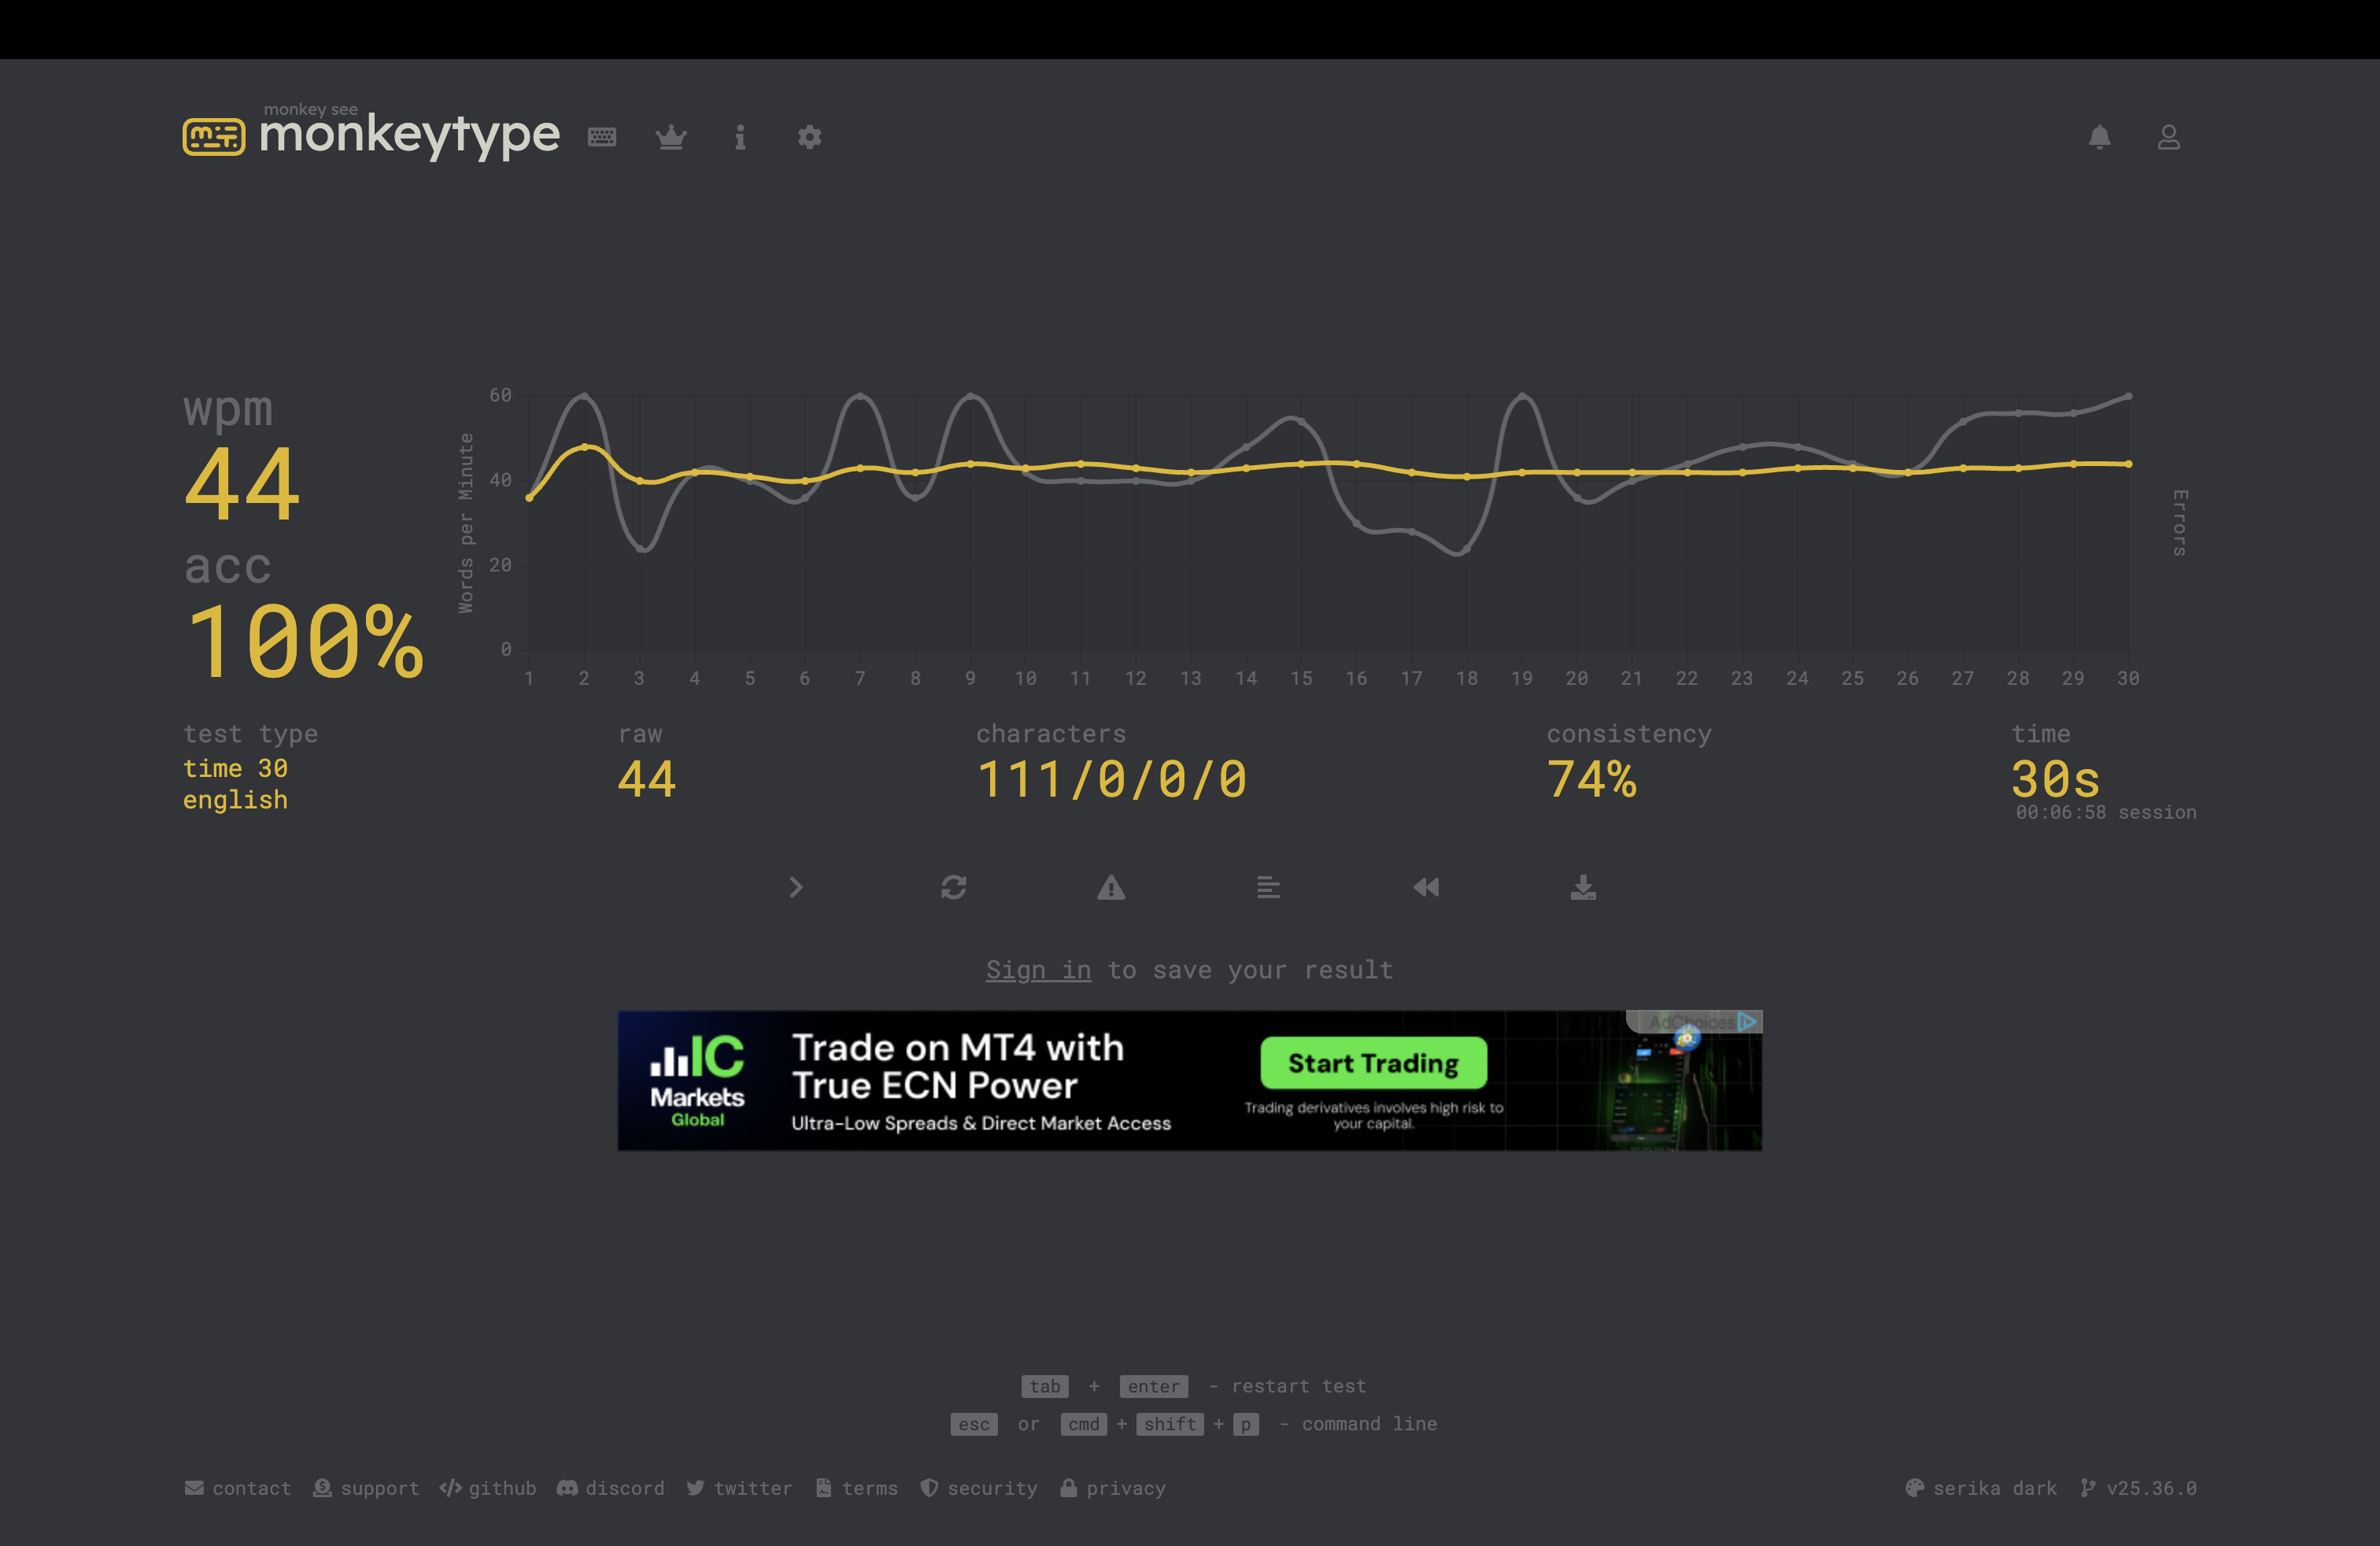 monkey see
monkeytype
wpm
44
acc
100%
Words per Minute
60
40
20
0
1 2 3 4 5 6 7 8 9 10 11 12 13 14 15 16 17 18 19 20 21 22 23 24 25 26 27 28 29 30
Errors
test type
time 30
english
raw
44
characters
111/0/0/0
consistency
74%
time
30s
00:06:58 session
Sign in to save your result
IC
Markets
Global
Trade on MT4 with
True ECN Power
Ultra-Low Spreads & Direct Market Access
Start Trading
Trading derivatives involves high risk to
your capital.
AdChoices
tab + enter - restart test
esc or cmd + shift + p - command line
contact support github discord twitter terms security privacy
serika dark v25.36.0